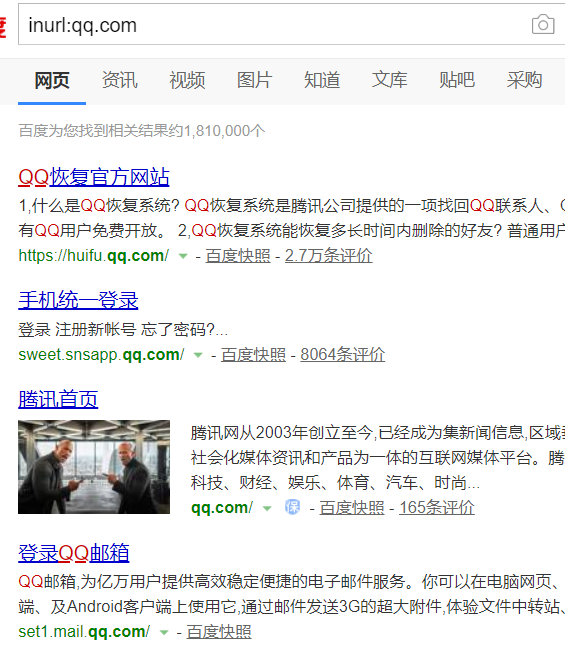 inurl:qq.com
网页 资讯 视频 图片 知道 文库 贴吧 采购
百度为您找到相关结果约1,810,000个
QQ恢复官方网站
1,什么是QQ恢复系统? QQ恢复系统是腾讯公司提供的一项找回QQ联系人、
有QQ用户免费开放。 2,QQ恢复系统能恢复多长时间内删除的好友? 普通用户
https://huifu.qq.com/ - 百度快照 - 2.7万条评价
手机统一登录
登录 注册新帐号 忘了密码?...
sweet.snsapp.qq.com/ - 百度快照 - 8064条评价
腾讯首页
腾讯网从2003年创立至今,已经成为集新闻信息,区域
社会化媒体资讯和产品为一体的互联网媒体平台。腾
科技、财经、娱乐、体育、汽车、时尚...
qq.com/ 保 - 百度快照 - 165条评价
登录QQ邮箱
QQ邮箱,为亿万用户提供高效稳定便捷的电子邮件服务。你可以在电脑网页、
端、及Android客户端上使用它,通过邮件发送3G的超大附件,体验文件中转站、
set1.mail.qq.com/ - 百度快照